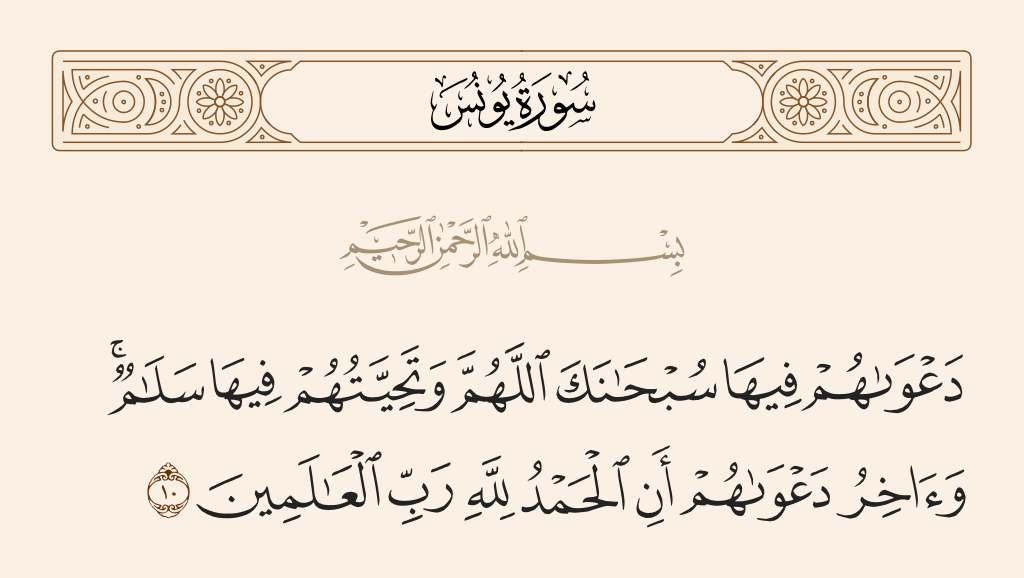 سُورَةُ يُونُسَ
بِسْمِ ٱللَّهِ ٱلرَّحْمَٰنِ ٱلرَّحِيمِ
دَعْوَىٰهُمْ فِيهَا سُبْحَٰنَكَ ٱللَّهُمَّ وَتَحِيَّتُهُمْ فِيهَا سَلَٰمٌۭ ۚ
وَءَاخِرُ دَعْوَىٰهُمْ أَنِ ٱلْحَمْدُ لِلَّهِ رَبِّ ٱلْعَٰلَمِينَ ١٠